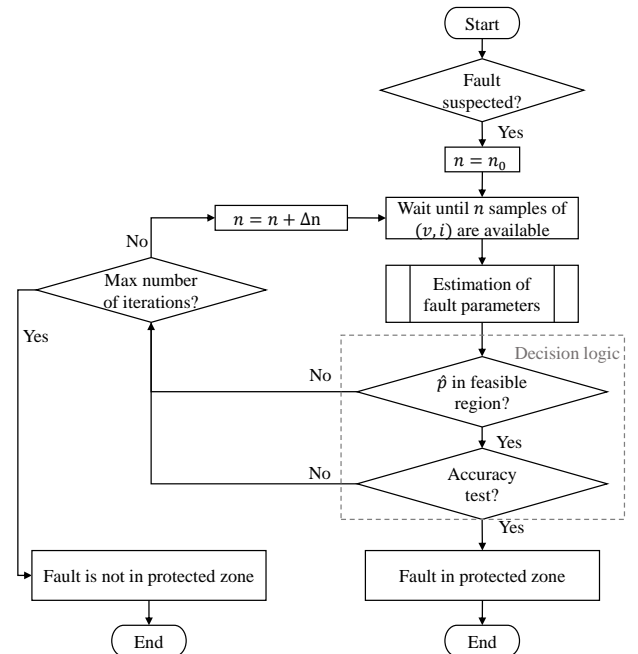 Start
Fault
suspected?
Yes
n = n₀
n = n + Δn
Wait until n samples of
(v, i) are available
No
Max number
of iterations?
Estimation of
fault parameters
Yes
Decision logic
No
p̂ in feasible
region?
Yes
No
Accuracy
test?
Yes
Fault is not in protected zone
Fault in protected zone
End
End